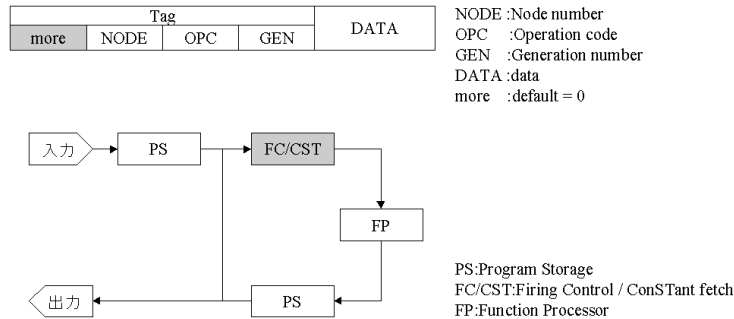 Tag
more NODE OPC GEN DATA
NODE :Node number
OPC :Operation code
GEN :Generation number
DATA :data
more :default = 0
入力 PS FC/CST
FP
出力 PS
PS:Program Storage
FC/CST:Firing Control / ConSTant fetch
FP:Function Processor